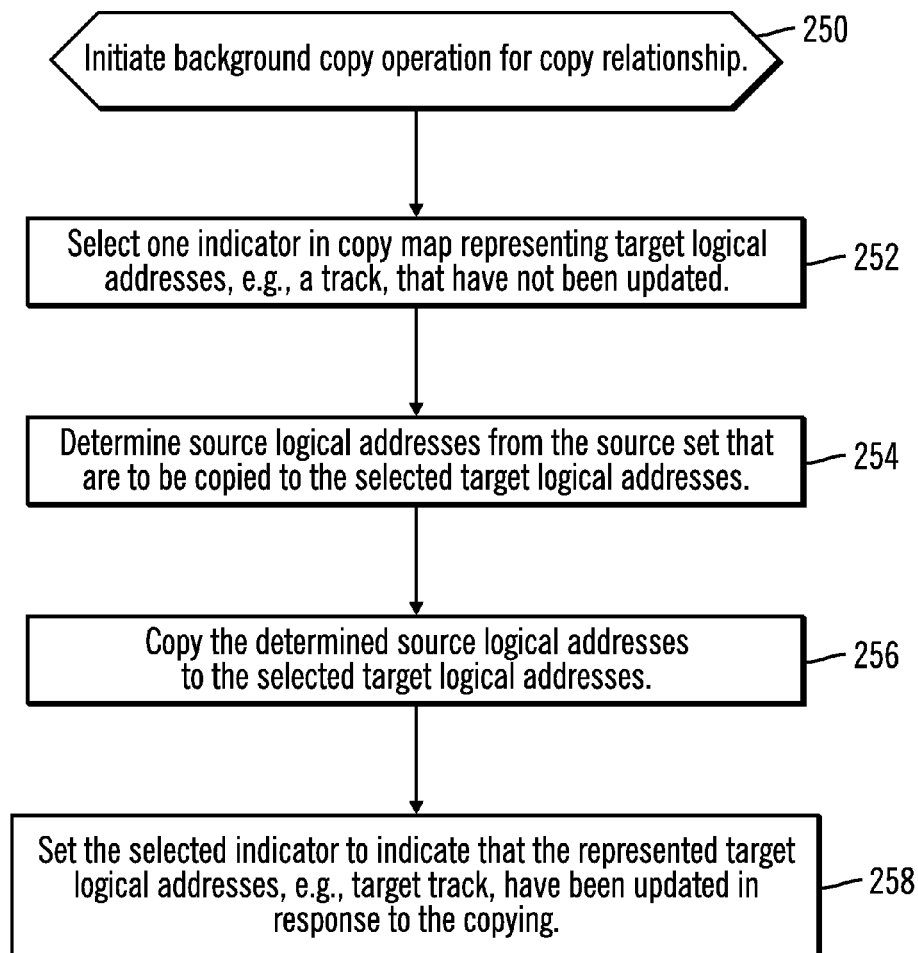 250
Initiate background copy operation for copy relationship.
Select one indicator in copy map representing target logical
addresses, e.g., a track, that have not been updated.
252
Determine source logical addresses from the source set that
are to be copied to the selected target logical addresses.
254
Copy the determined source logical addresses
to the selected target logical addresses.
256
Set the selected indicator to indicate that the represented target
logical addresses, e.g., target track, have been updated in
response to the copying.
258